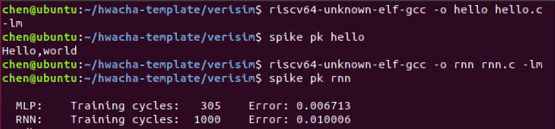 chen@ubuntu:~/hwacha-template/verisim$ riscv64-unknown-elf-gcc -o hello hello.c
-lm
chen@ubuntu:~/hwacha-template/verisim$ spike pk hello
Hello,world
chen@ubuntu:~/hwacha-template/verisim$ riscv64-unknown-elf-gcc -o rnn rnn.c -lm
chen@ubuntu:~/hwacha-template/verisim$ spike pk rnn
MLP: Training cycles: 305 Error: 0.006713
RNN: Training cycles: 1000 Error: 0.010006